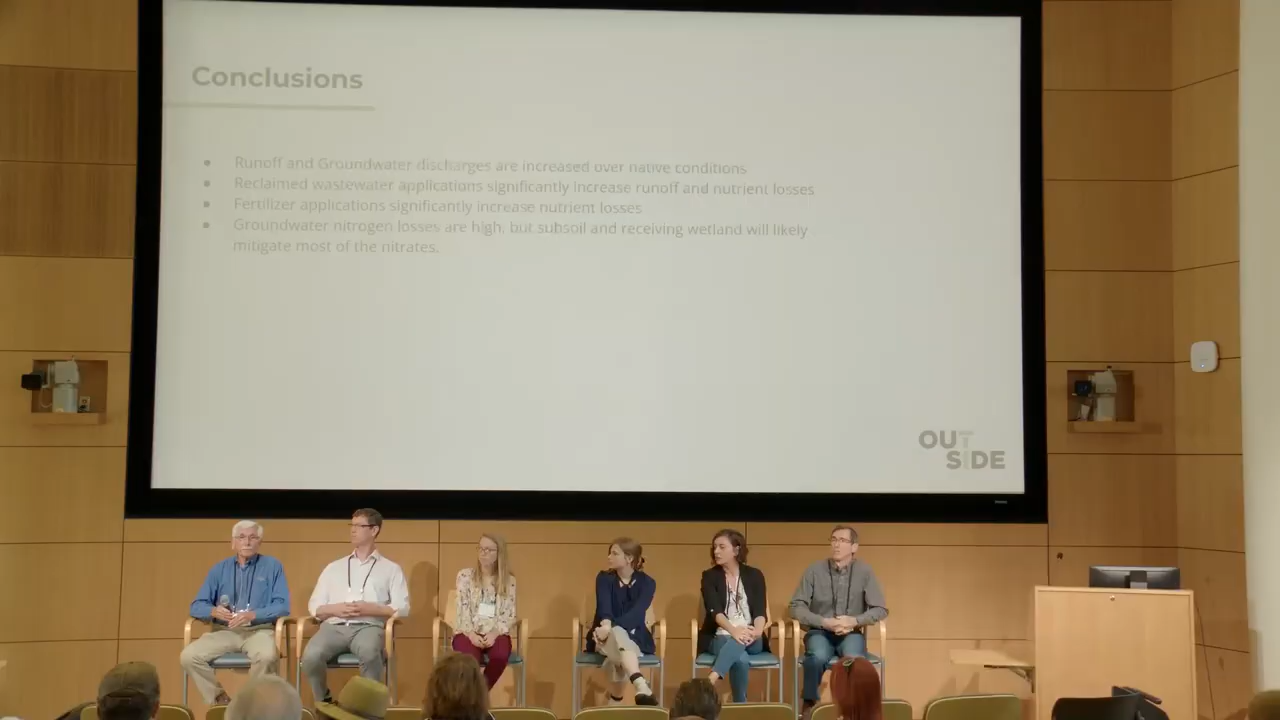 Conclusions
● Runoff and Groundwater discharges are increased over native conditions
● Reclaimed wastewater applications significantly increase runoff and nutrient losses
● Fertilizer applications significantly increase nutrient losses
● Groundwater nitrogen losses are high, but subsoil and receiving wetland will likely
mitigate most of the nitrates.
OUT
SIDE